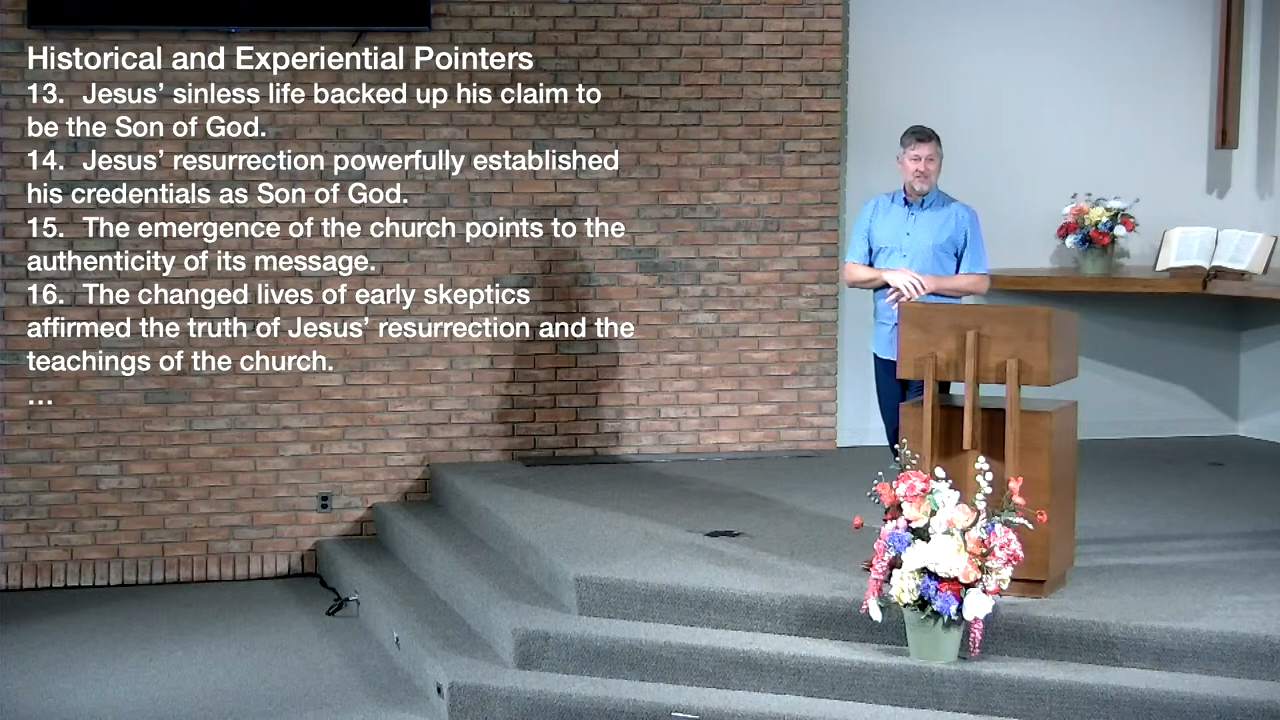 Historical and Experiential Pointers
13. Jesus’ sinless life backed up his claim to
be the Son of God.
14. Jesus’ resurrection powerfully established
his credentials as Son of God.
15. The emergence of the church points to the
authenticity of its message.
16. The changed lives of early skeptics
affirmed the truth of Jesus’ resurrection and the
teachings of the church.
...